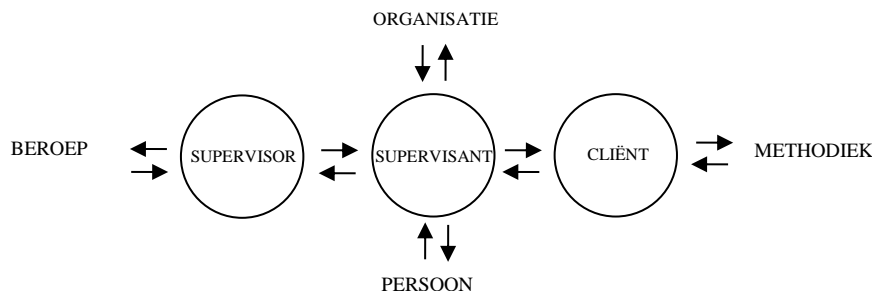 ORGANISATIE
BEROEP
SUPERVISOR
SUPERVISANT
CLIËNT
METHODIEK
PERSOON